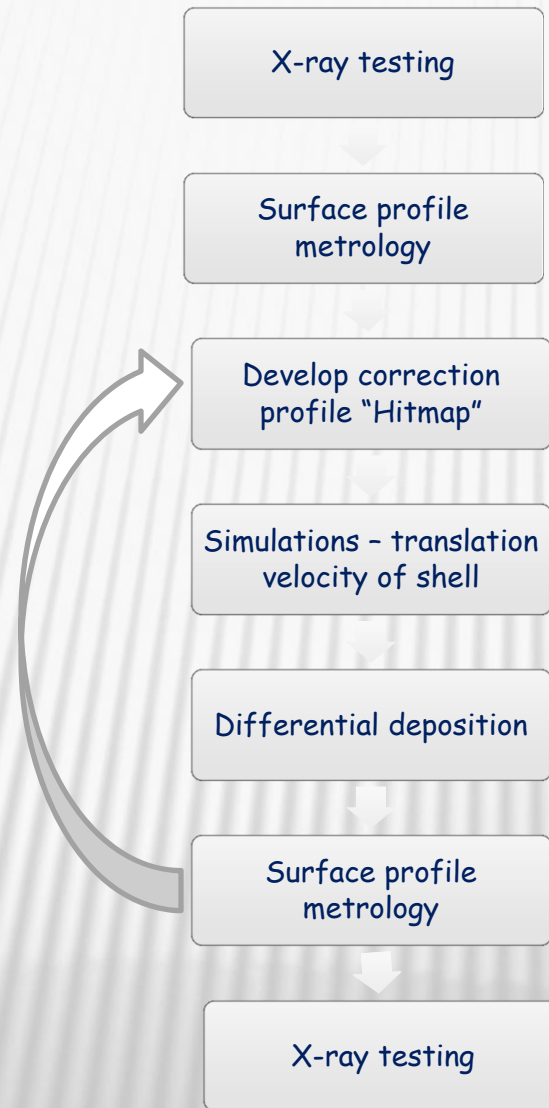 X-ray testing
Surface profile
metrology
Develop correction
profile “Hitmap”
Simulations – translation
velocity of shell
Differential deposition
Surface profile
metrology
X-ray testing